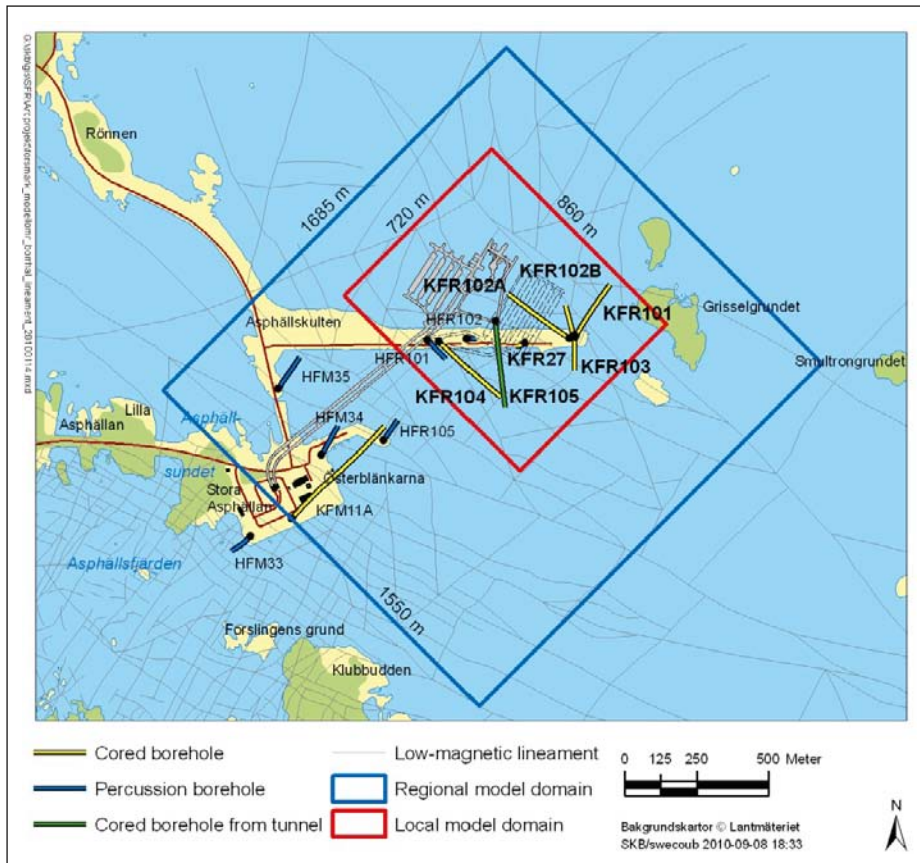 Rönnen
1685 m
720 m
860 m
KFR102B
KFR102A
KFR101
Grisselgrundet
Asphällskulten
HFR102
HFR101
KFR27
KFR103
Smultrongrundet
HFM35
KFR104
KFR105
Lilla
Asphällan
Asphäll-
sundet
HFM34
HFR105
Österblänkarna
Stora
Asphällan
KFM11A
HFM33
Asphällsfjärden
1550 m
Forslingens grund
Klubbudden
Cored borehole
Percussion borehole
Cored borehole from tunnel
Low-magnetic lineament
Regional model domain
Local model domain
0 125 250 500 Meter
Bakgrundskartor © Lantmäteriet
SKB/swecoub 2010-09-08 18:33
N